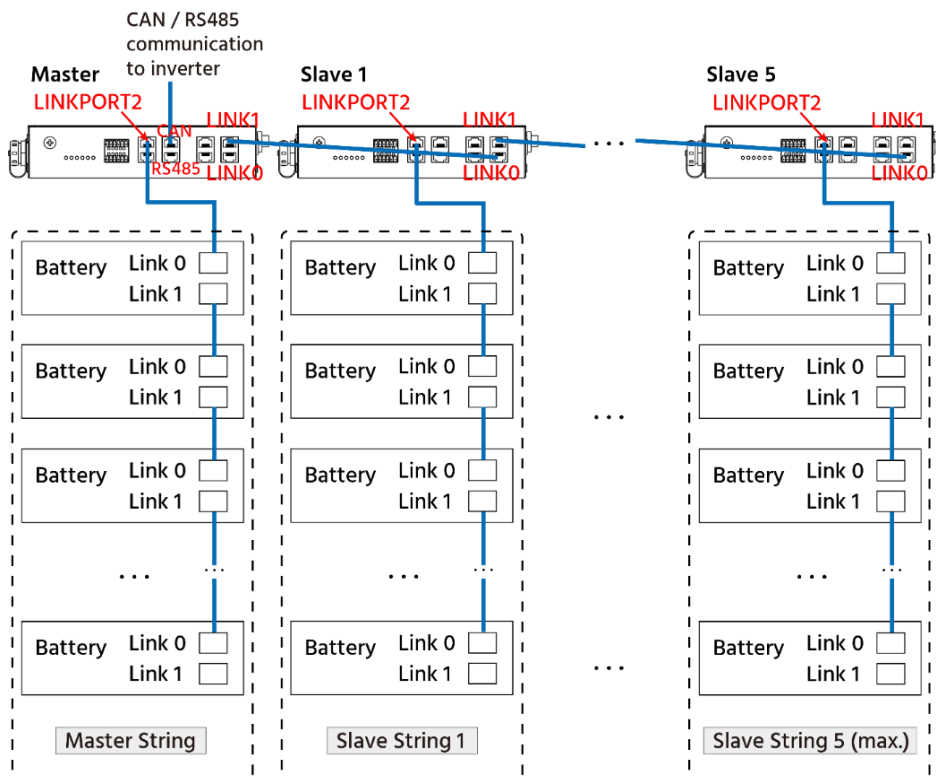 CAN / RS485
communication
to inverter
Master
LINKPORT2
CAN
RS485
LINK1
LINK0
Slave 1
LINKPORT2
LINK1
LINK0
...
Slave 5
LINKPORT2
LINK1
LINK0
Battery Link 0
Link 1
Battery Link 0
Link 1
Battery Link 0
Link 1
... ...
Battery Link 0
Link 1
Master String
Battery Link 0
Link 1
Battery Link 0
Link 1
Battery Link 0
Link 1
... ...
Battery Link 0
Link 1
Slave String 1
...
...
Battery Link 0
Link 1
Battery Link 0
Link 1
Battery Link 0
Link 1
... ...
Battery Link 0
Link 1
Slave String 5 (max.)